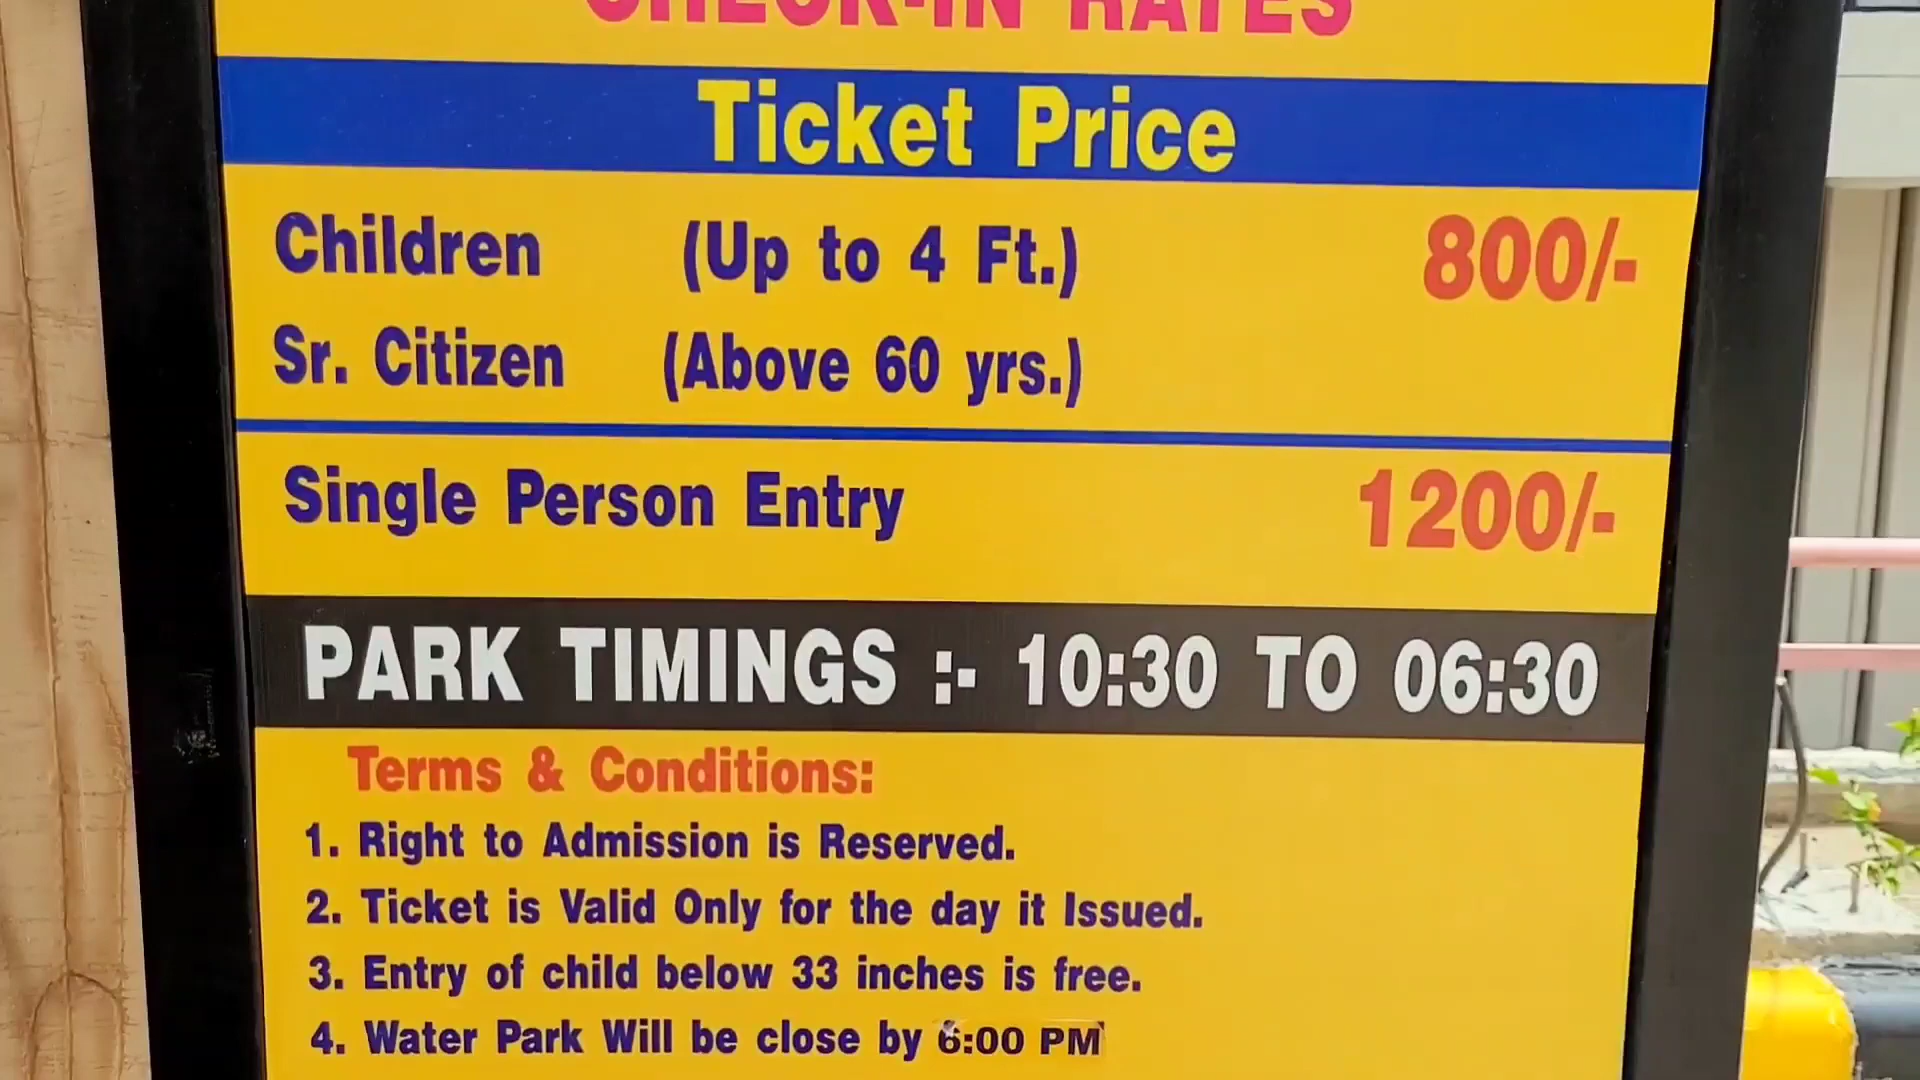 CHECK-IN RATES
Ticket Price
Children (Up to 4 Ft.) 800/-
Sr. Citizen (Above 60 yrs.)
Single Person Entry 1200/-
PARK TIMINGS :- 10:30 TO 06:30
Terms & Conditions:
1. Right to Admission is Reserved.
2. Ticket is Valid Only for the day it Issued.
3. Entry of child below 33 inches is free.
4. Water Park Will be close by 6:00 PM